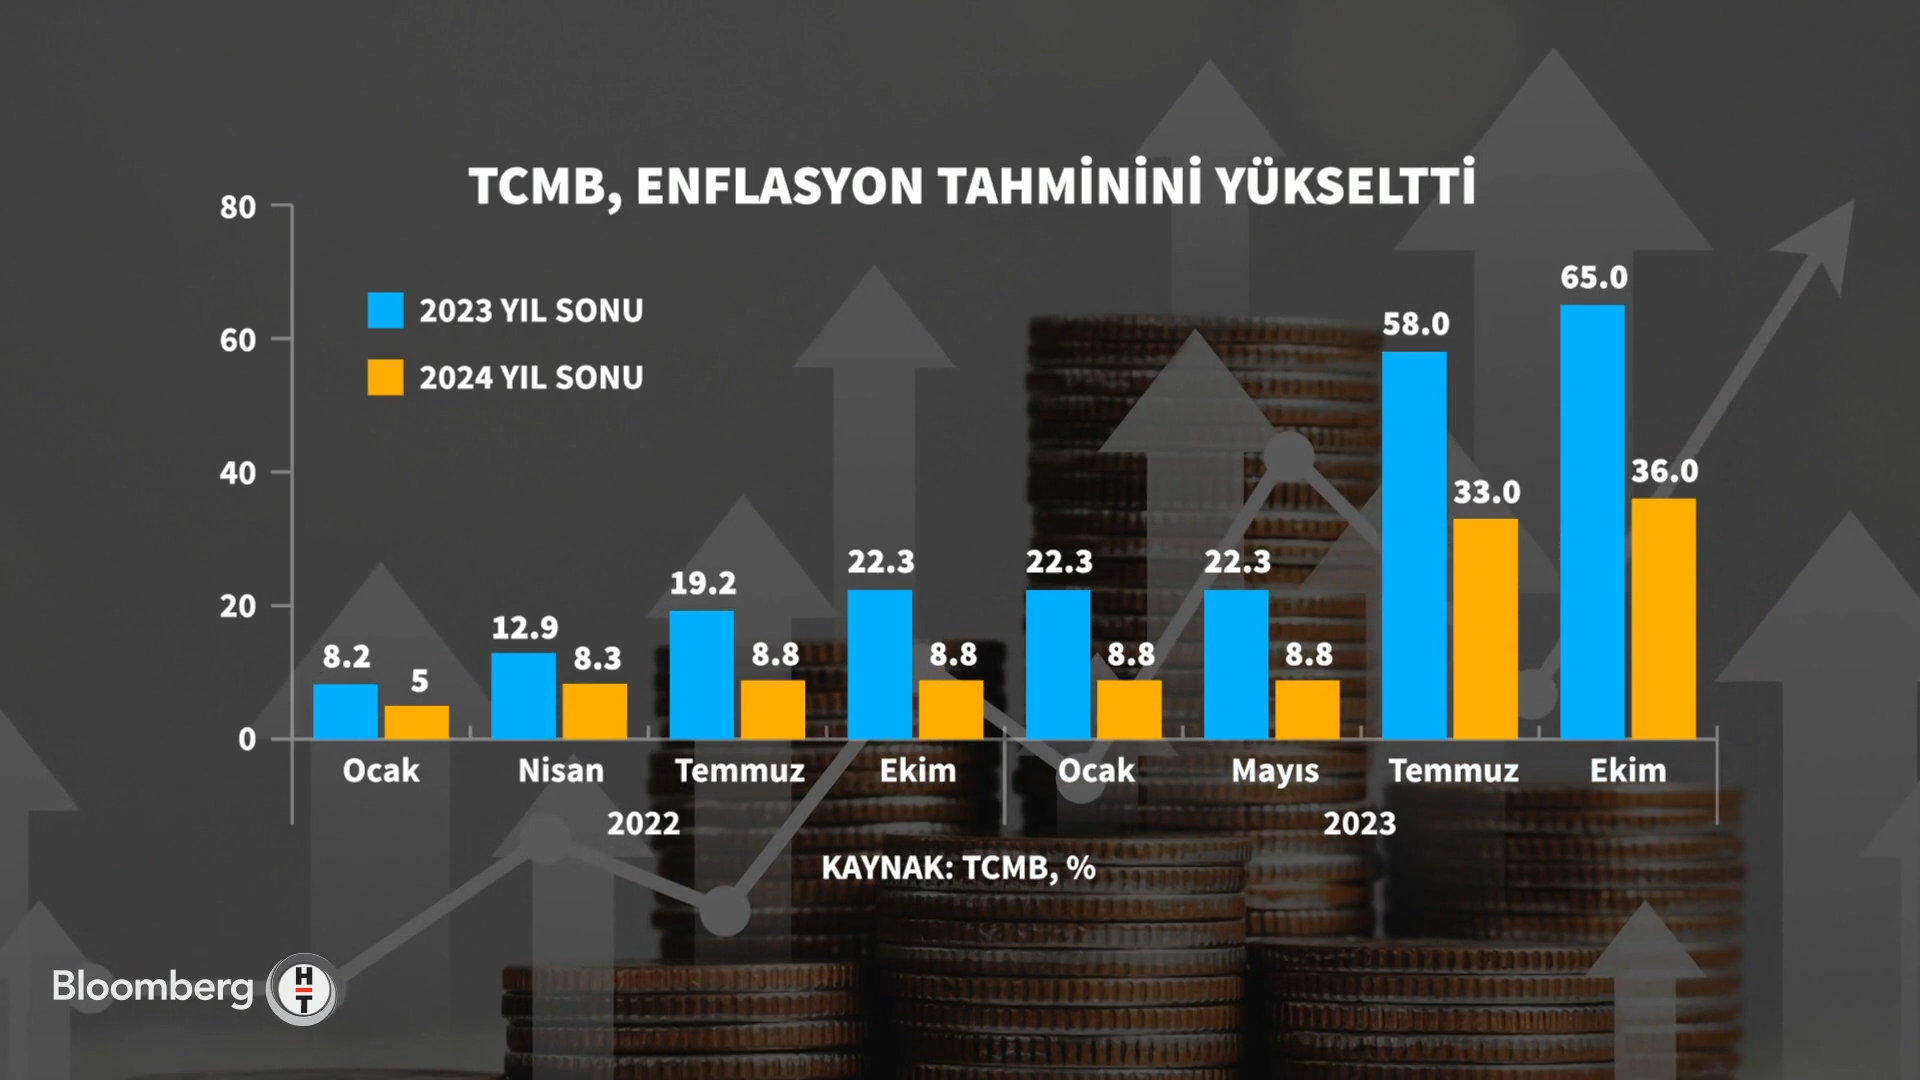 TCMB, ENFLASYON TAHMİNİNİ YÜKSELTTİ
80
60
40
20
0
2023 YIL SONU
2024 YIL SONU
8.2 5 12.9 8.3 19.2 8.8 22.3 8.8 22.3 8.8 22.3 8.8 58.0 33.0 65.0 36.0
Ocak Nisan Temmuz Ekim Ocak Mayıs Temmuz Ekim
2022 2023
KAYNAK: TCMB, %
Bloomberg HT